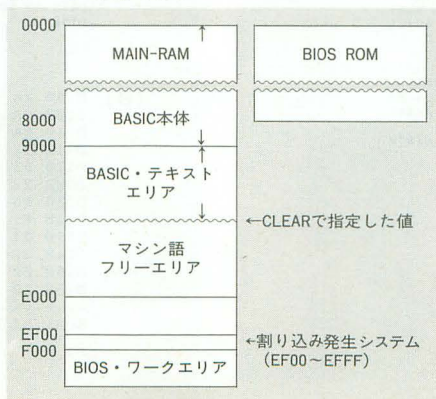 0000
MAIN-RAM
BIOS ROM
8000
BASIC本体
9000
BASIC・テキスト
エリア
←CLEARで指定した値
マシン語
フリーエリア
E000
EF00
F000
←割り込み発生システム
(EF00～EFFF)
BIOS・ワークエリア